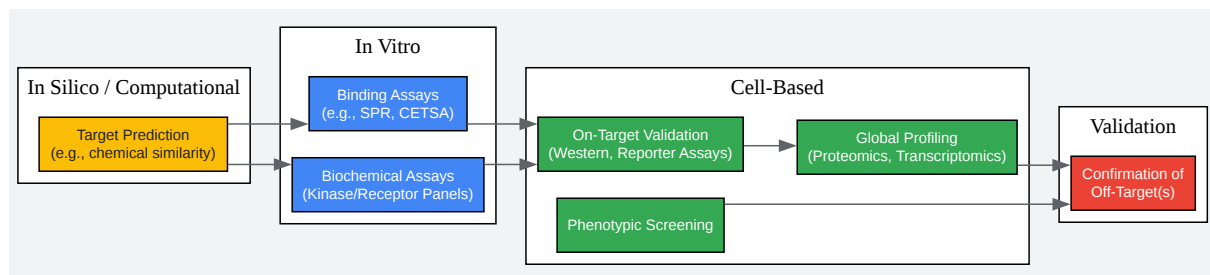 In Silico / Computational
Target Prediction
(e.g., chemical similarity)
In Vitro
Binding Assays
(e.g., SPR, CETSA)
Biochemical Assays
(Kinase/Receptor Panels)
Cell-Based
On-Target Validation
(Western, Reporter Assays)
Global Profiling
(Proteomics, Transcriptomics)
Phenotypic Screening
Validation
Confirmation of
Off-Target(s)